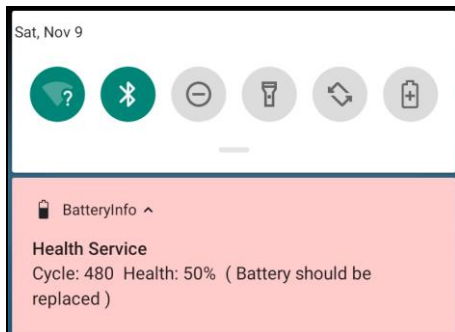 Sat, Nov 9
?
BatteryInfo
Health Service
Cycle: 480 Health: 50% ( Battery should be
replaced )